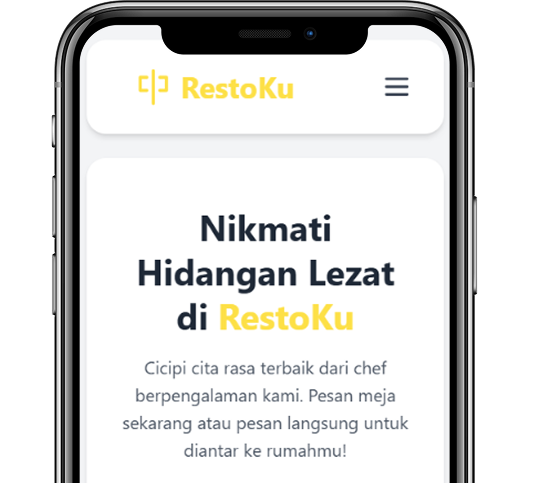 RestoKu
Nikmati
Hidangan Lezat
di RestoKu
Cicipi cita rasa terbaik dari chef
berpengalaman kami. Pesan meja
sekarang atau pesan langsung untuk
diantar ke rumahmu!